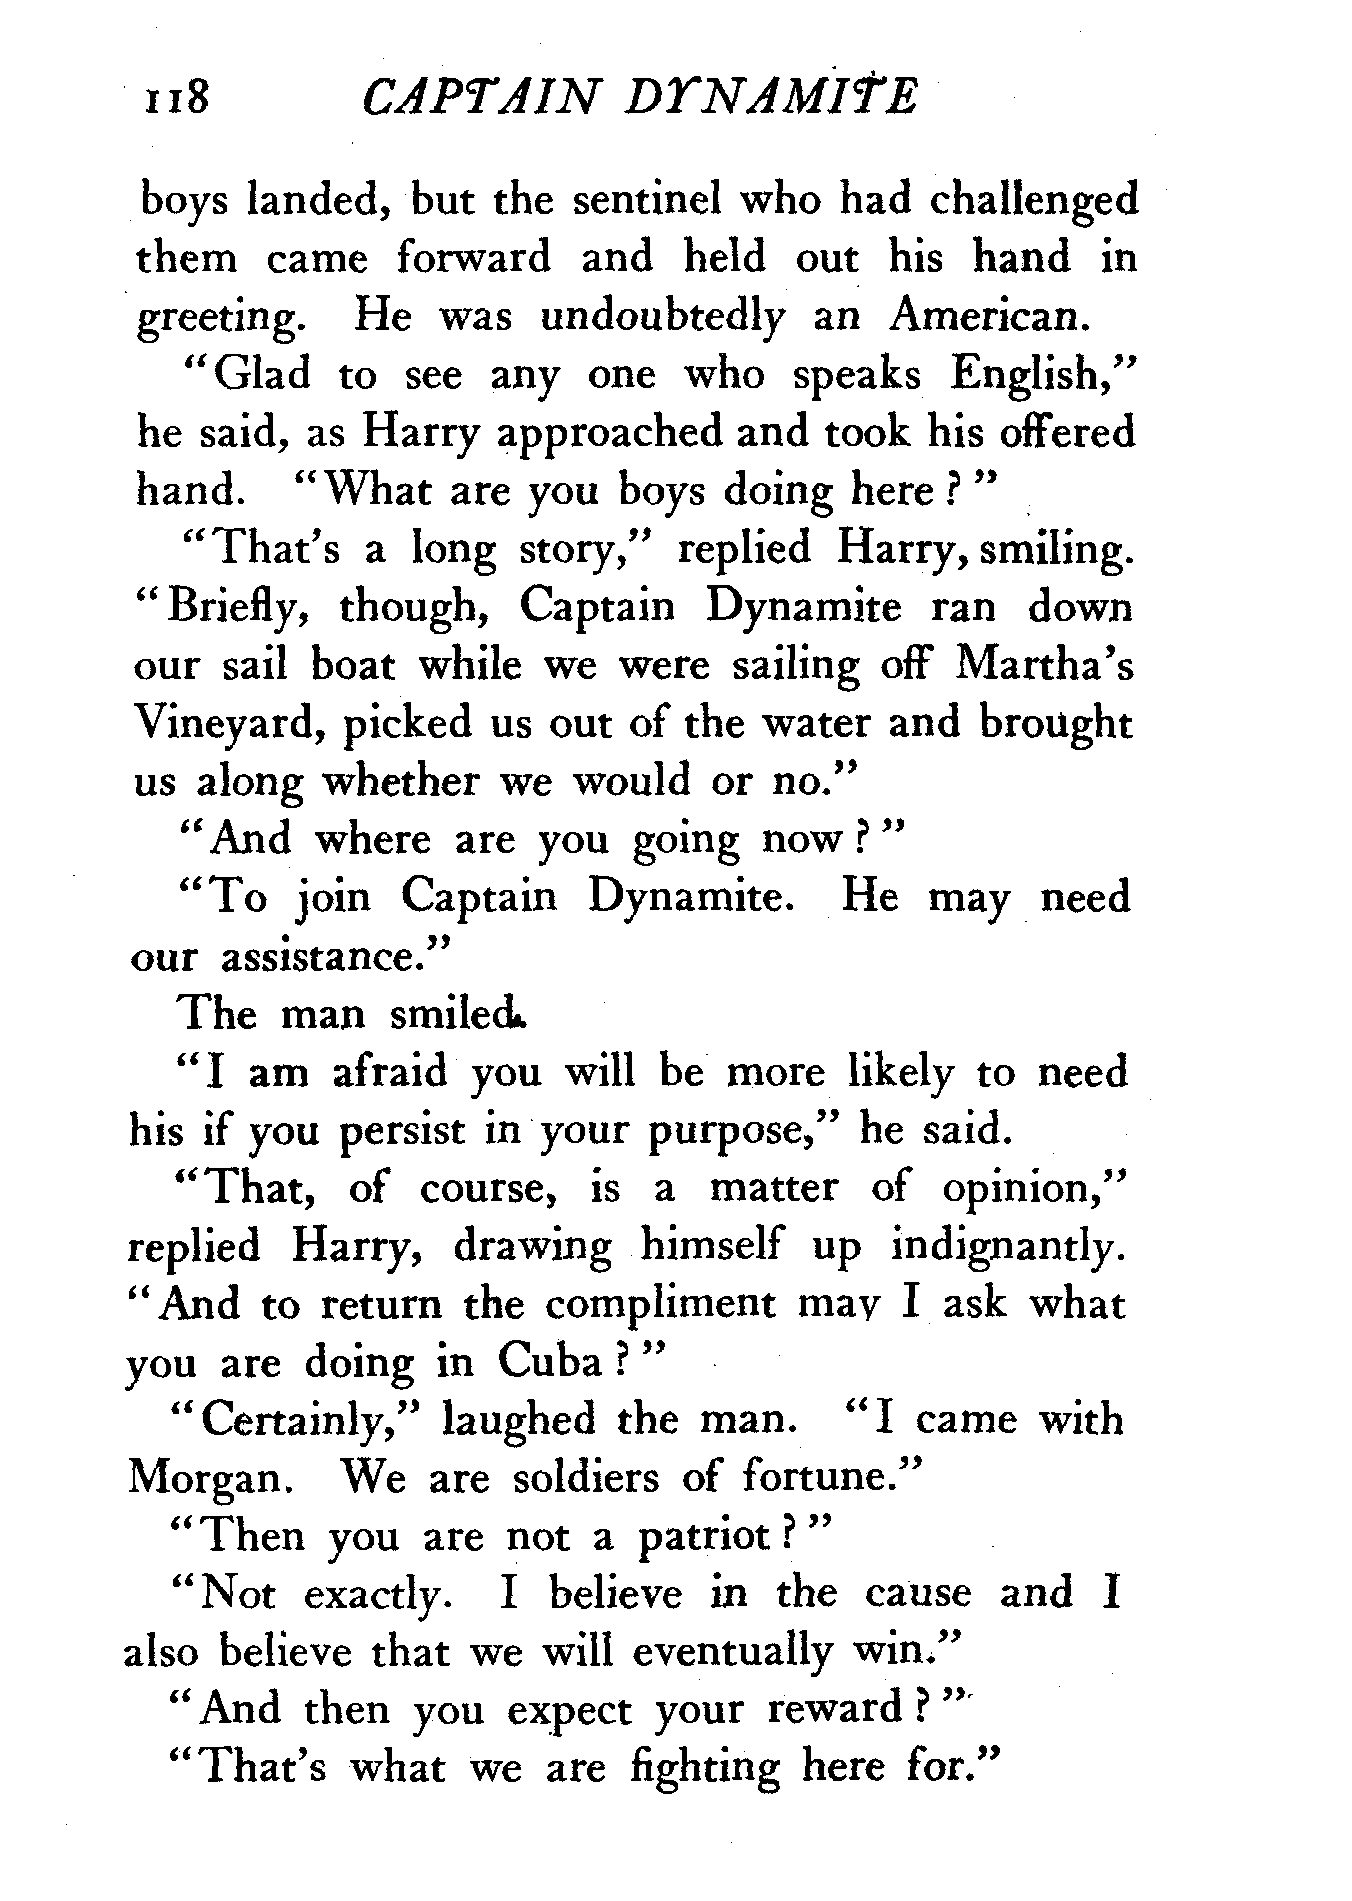 118 CAPTAIN DYNAMITE
boys landed, but the sentinel who had challenged
them came forward and held out his hand in
greeting. He was undoubtedly an American.
"Glad to see any one who speaks English,"
he said, as Harry approached and took his offered
hand. "What are you boys doing here?"
"That's a long story," replied Harry, smiling.
"Briefly, though, Captain Dynamite ran down
our sail boat while we were sailing off Martha's
Vineyard, picked us out of the water and brought
us along whether we would or no."
"And where are you going now?"
"To join Captain Dynamite. He may need
our assistance."
The man smiled.
"I am afraid you will be more likely to need
his if you persist in your purpose," he said.
"That, of course, is a matter of opinion,"
replied Harry, drawing himself up indignantly.
"And to return the compliment may I ask what
you are doing in Cuba?"
"Certainly," laughed the man. "I came with
Morgan. We are soldiers of fortune."
"Then you are not a patriot?"
"Not exactly. I believe in the cause and I
also believe that we will eventually win."
"And then you expect your reward?"
"That's what we are fighting here for."